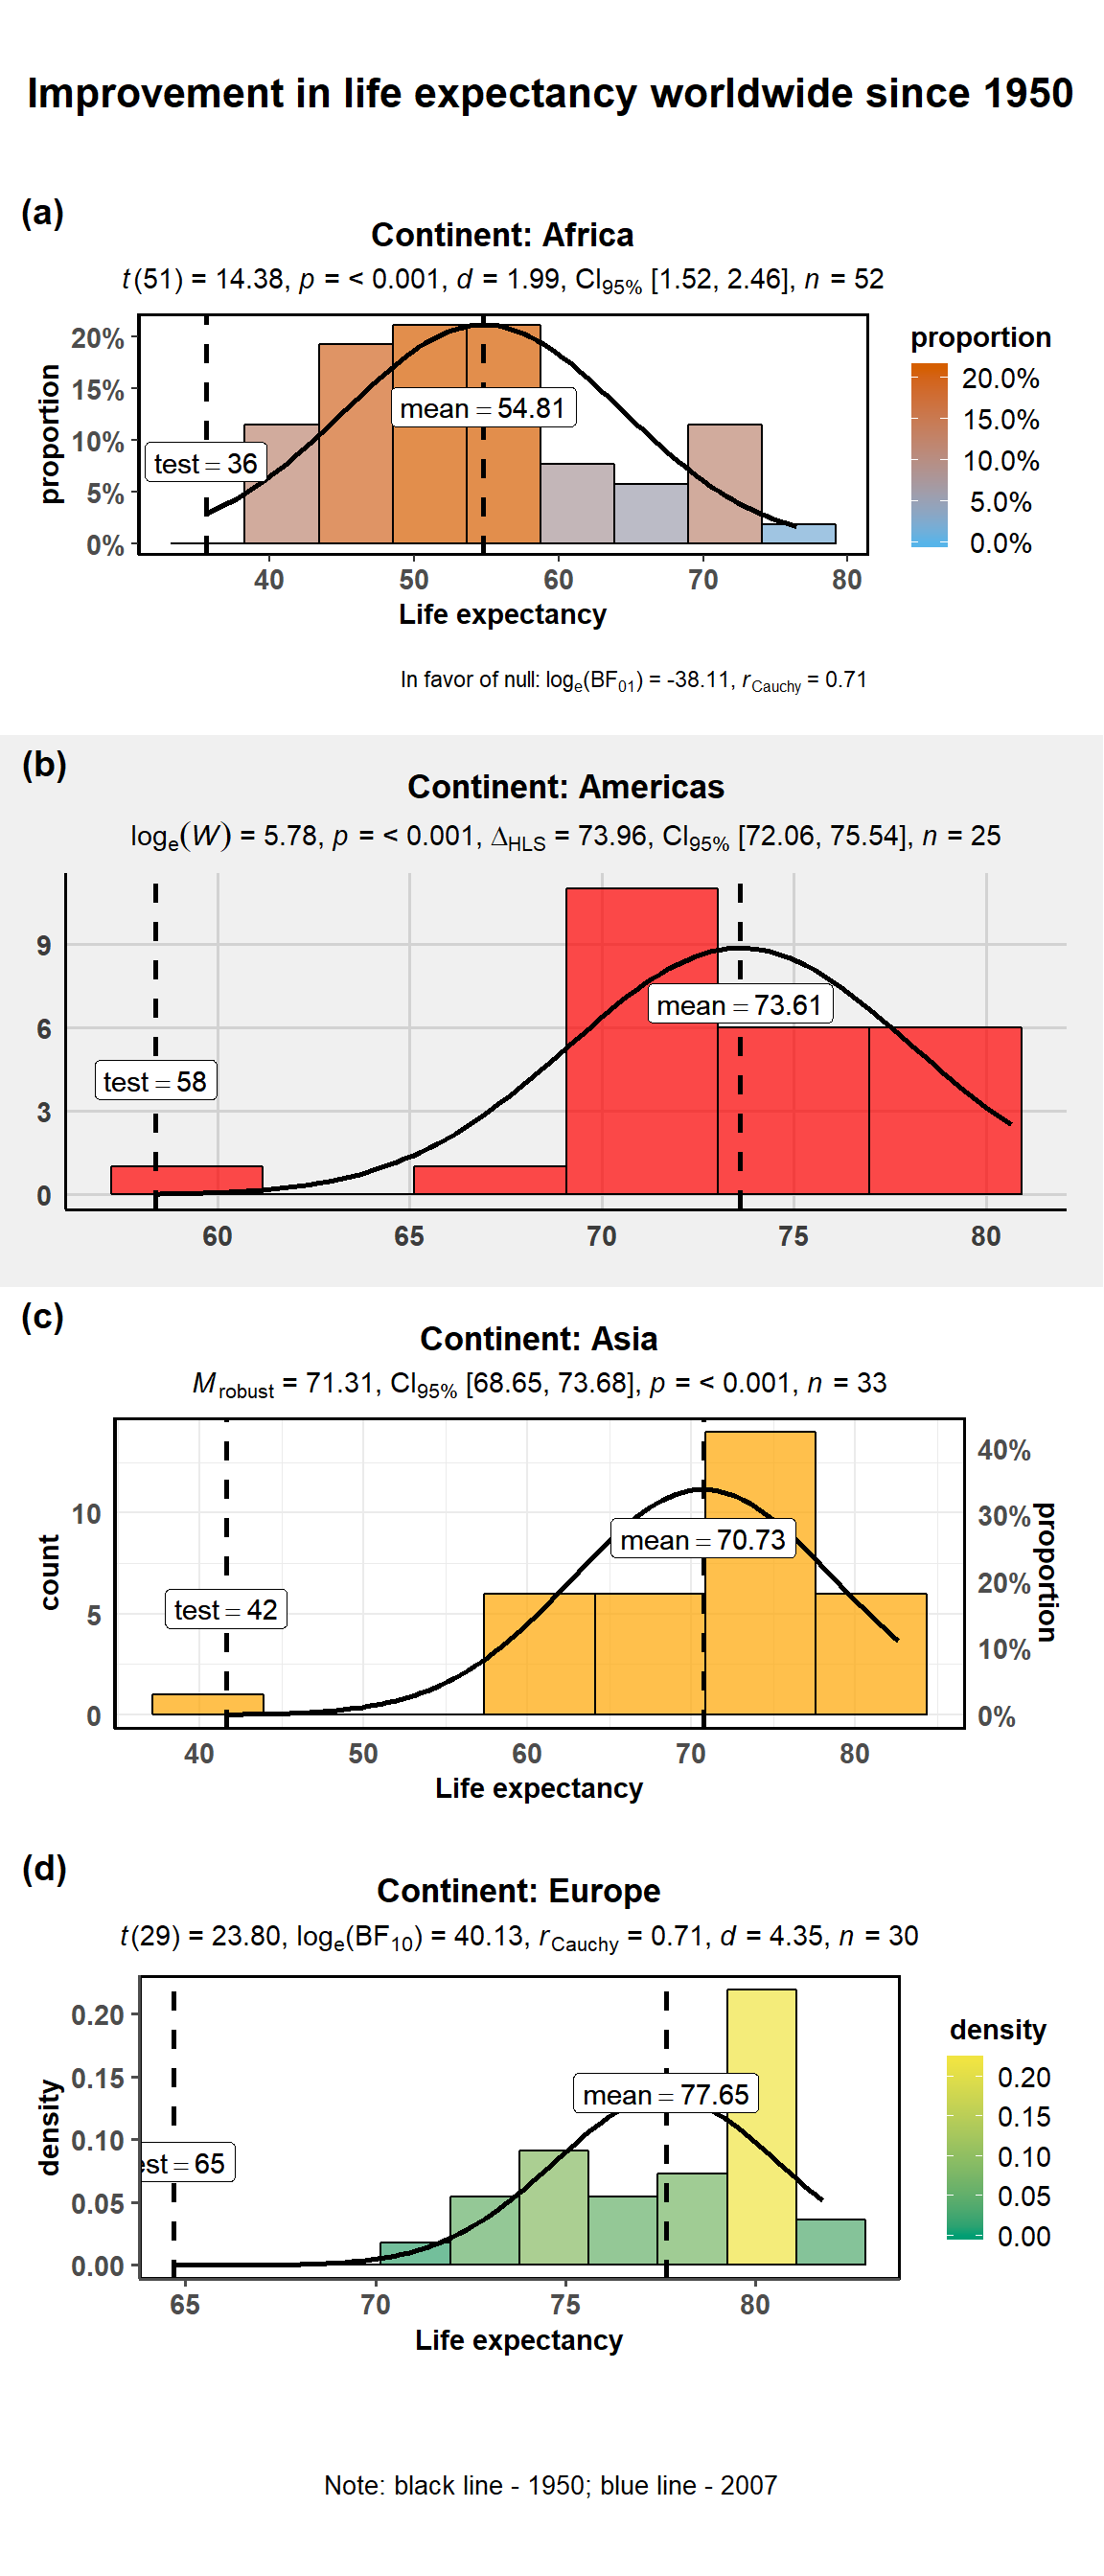 Improvement in life expectancy worldwide since 1950
(a)
Continent: Africa
t(51) = 14.38, p = < 0.001, d = 1.99, CI95% [1.52, 2.46], n = 52
proportion
20%
15%
10%
5%
0%
mean = 54.81
test = 36
40 50 60 70 80
Life expectancy
proportion
20.0%
15.0%
10.0%
5.0%
0.0%
In favor of null: loge(BF01) = -38.11, rCauchy = 0.71
(b)
Continent: Americas
loge(W) = 5.78, p = < 0.001, ΔHLS = 73.96, CI95% [72.06, 75.54], n = 25
9
6
3
0
mean = 73.61
test = 58
60 65 70 75 80
(c)
Continent: Asia
Mrobust = 71.31, CI95% [68.65, 73.68], p = < 0.001, n = 33
count
10
5
0
mean = 70.73
test = 42
40%
30%
20%
10%
0%
proportion
40 50 60 70 80
Life expectancy
(d)
Continent: Europe
t(29) = 23.80, loge(BF10) = 40.13, rCauchy = 0.71, d = 4.35, n = 30
density
0.20
0.15
0.10
0.05
0.00
mean = 77.65
est = 65
65 70 75 80
Life expectancy
density
0.20
0.15
0.10
0.05
0.00
Note: black line - 1950; blue line - 2007